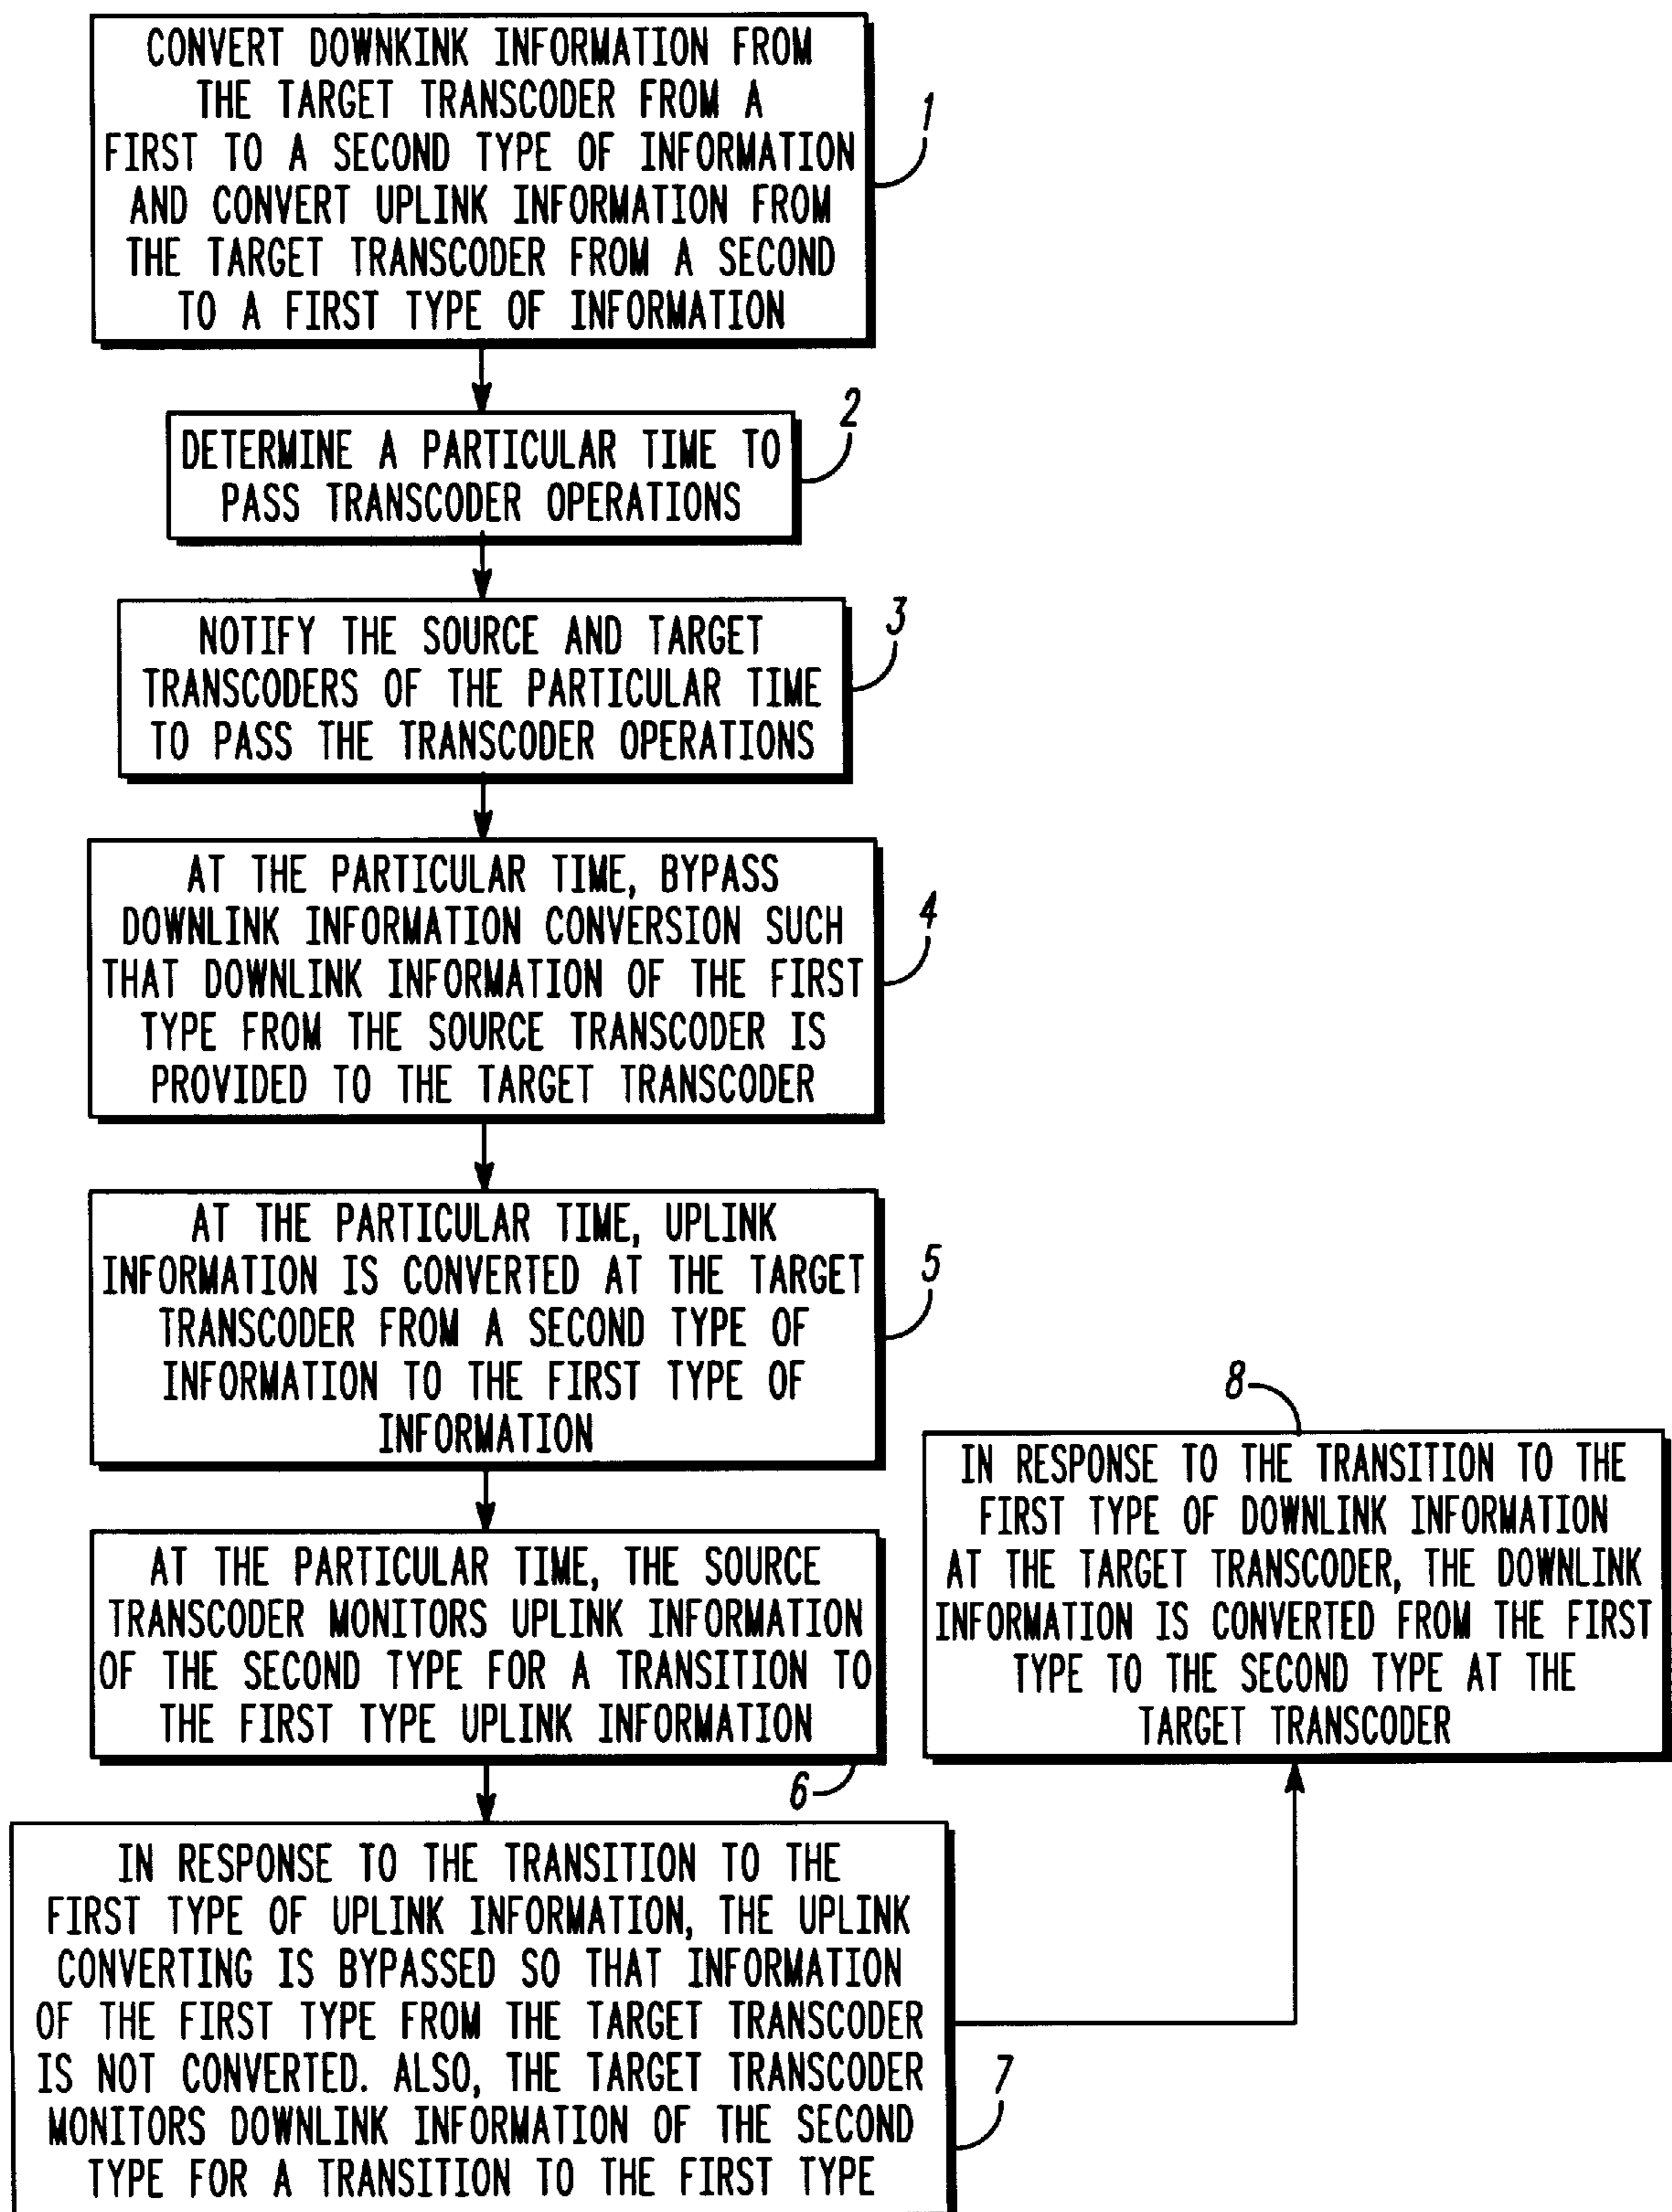 CONVERT DOWNKINK INFORMATION FROM
THE TARGET TRANSCODER FROM A
FIRST TO A SECOND TYPE OF INFORMATION
AND CONVERT UPLINK INFORMATION FROM
THE TARGET TRANSCODER FROM A SECOND
TO A FIRST TYPE OF INFORMATION
1
DETERMINE A PARTICULAR TIME TO
PASS TRANSCODER OPERATIONS
2
NOTIFY THE SOURCE AND TARGET
TRANSCODERS OF THE PARTICULAR TIME
TO PASS THE TRANSCODER OPERATIONS
3
AT THE PARTICULAR TIME, BYPASS
DOWNLINK INFORMATION CONVERSION SUCH
THAT DOWNLINK INFORMATION OF THE FIRST
TYPE FROM THE SOURCE TRANSCODER IS
PROVIDED TO THE TARGET TRANSCODER
4
AT THE PARTICULAR TIME, UPLINK
INFORMATION IS CONVERTED AT THE TARGET
TRANSCODER FROM A SECOND TYPE OF
INFORMATION TO THE FIRST TYPE OF
INFORMATION
5
AT THE PARTICULAR TIME, THE SOURCE
TRANSCODER MONITORS UPLINK INFORMATION
OF THE SECOND TYPE FOR A TRANSITION TO
THE FIRST TYPE UPLINK INFORMATION
6
IN RESPONSE TO THE TRANSITION TO THE
FIRST TYPE OF UPLINK INFORMATION, THE UPLINK
CONVERTING IS BYPASSED SO THAT INFORMATION
OF THE FIRST TYPE FROM THE TARGET TRANSCODER
IS NOT CONVERTED. ALSO, THE TARGET TRANSCODER
MONITORS DOWNLINK INFORMATION OF THE SECOND
TYPE FOR A TRANSITION TO THE FIRST TYPE
7
8
IN RESPONSE TO THE TRANSITION TO THE
FIRST TYPE OF DOWNLINK INFORMATION
AT THE TARGET TRANSCODER, THE DOWNLINK
INFORMATION IS CONVERTED FROM THE FIRST
TYPE TO THE SECOND TYPE AT THE
TARGET TRANSCODER